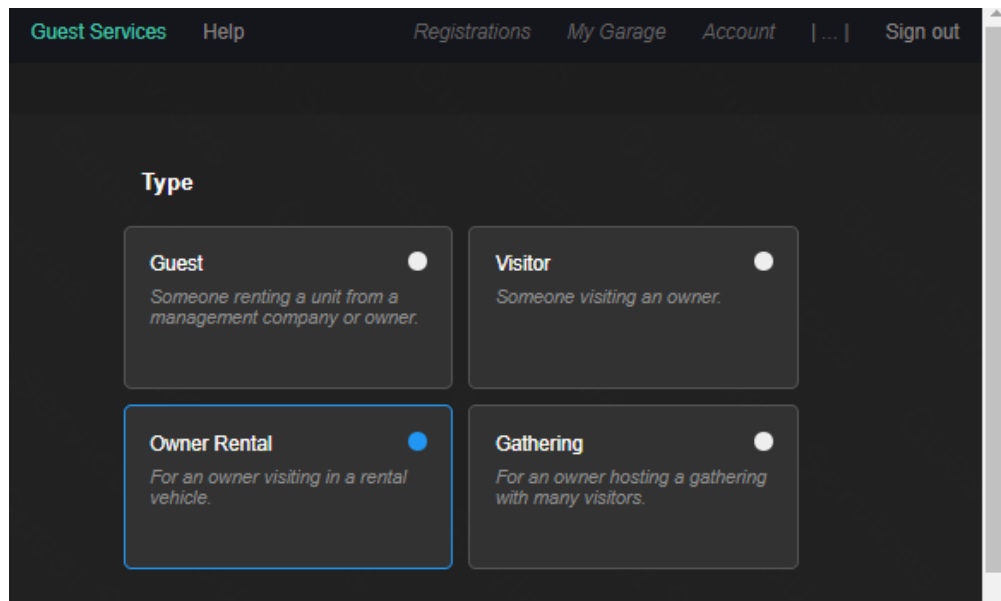 Guest Services Help Registrations My Garage Account | ... | Sign out
Type
Guest
Someone renting a unit from a
management company or owner.
Visitor
Someone visiting an owner.
Owner Rental
For an owner visiting in a rental
vehicle.
Gathering
For an owner hosting a gathering
with many visitors.